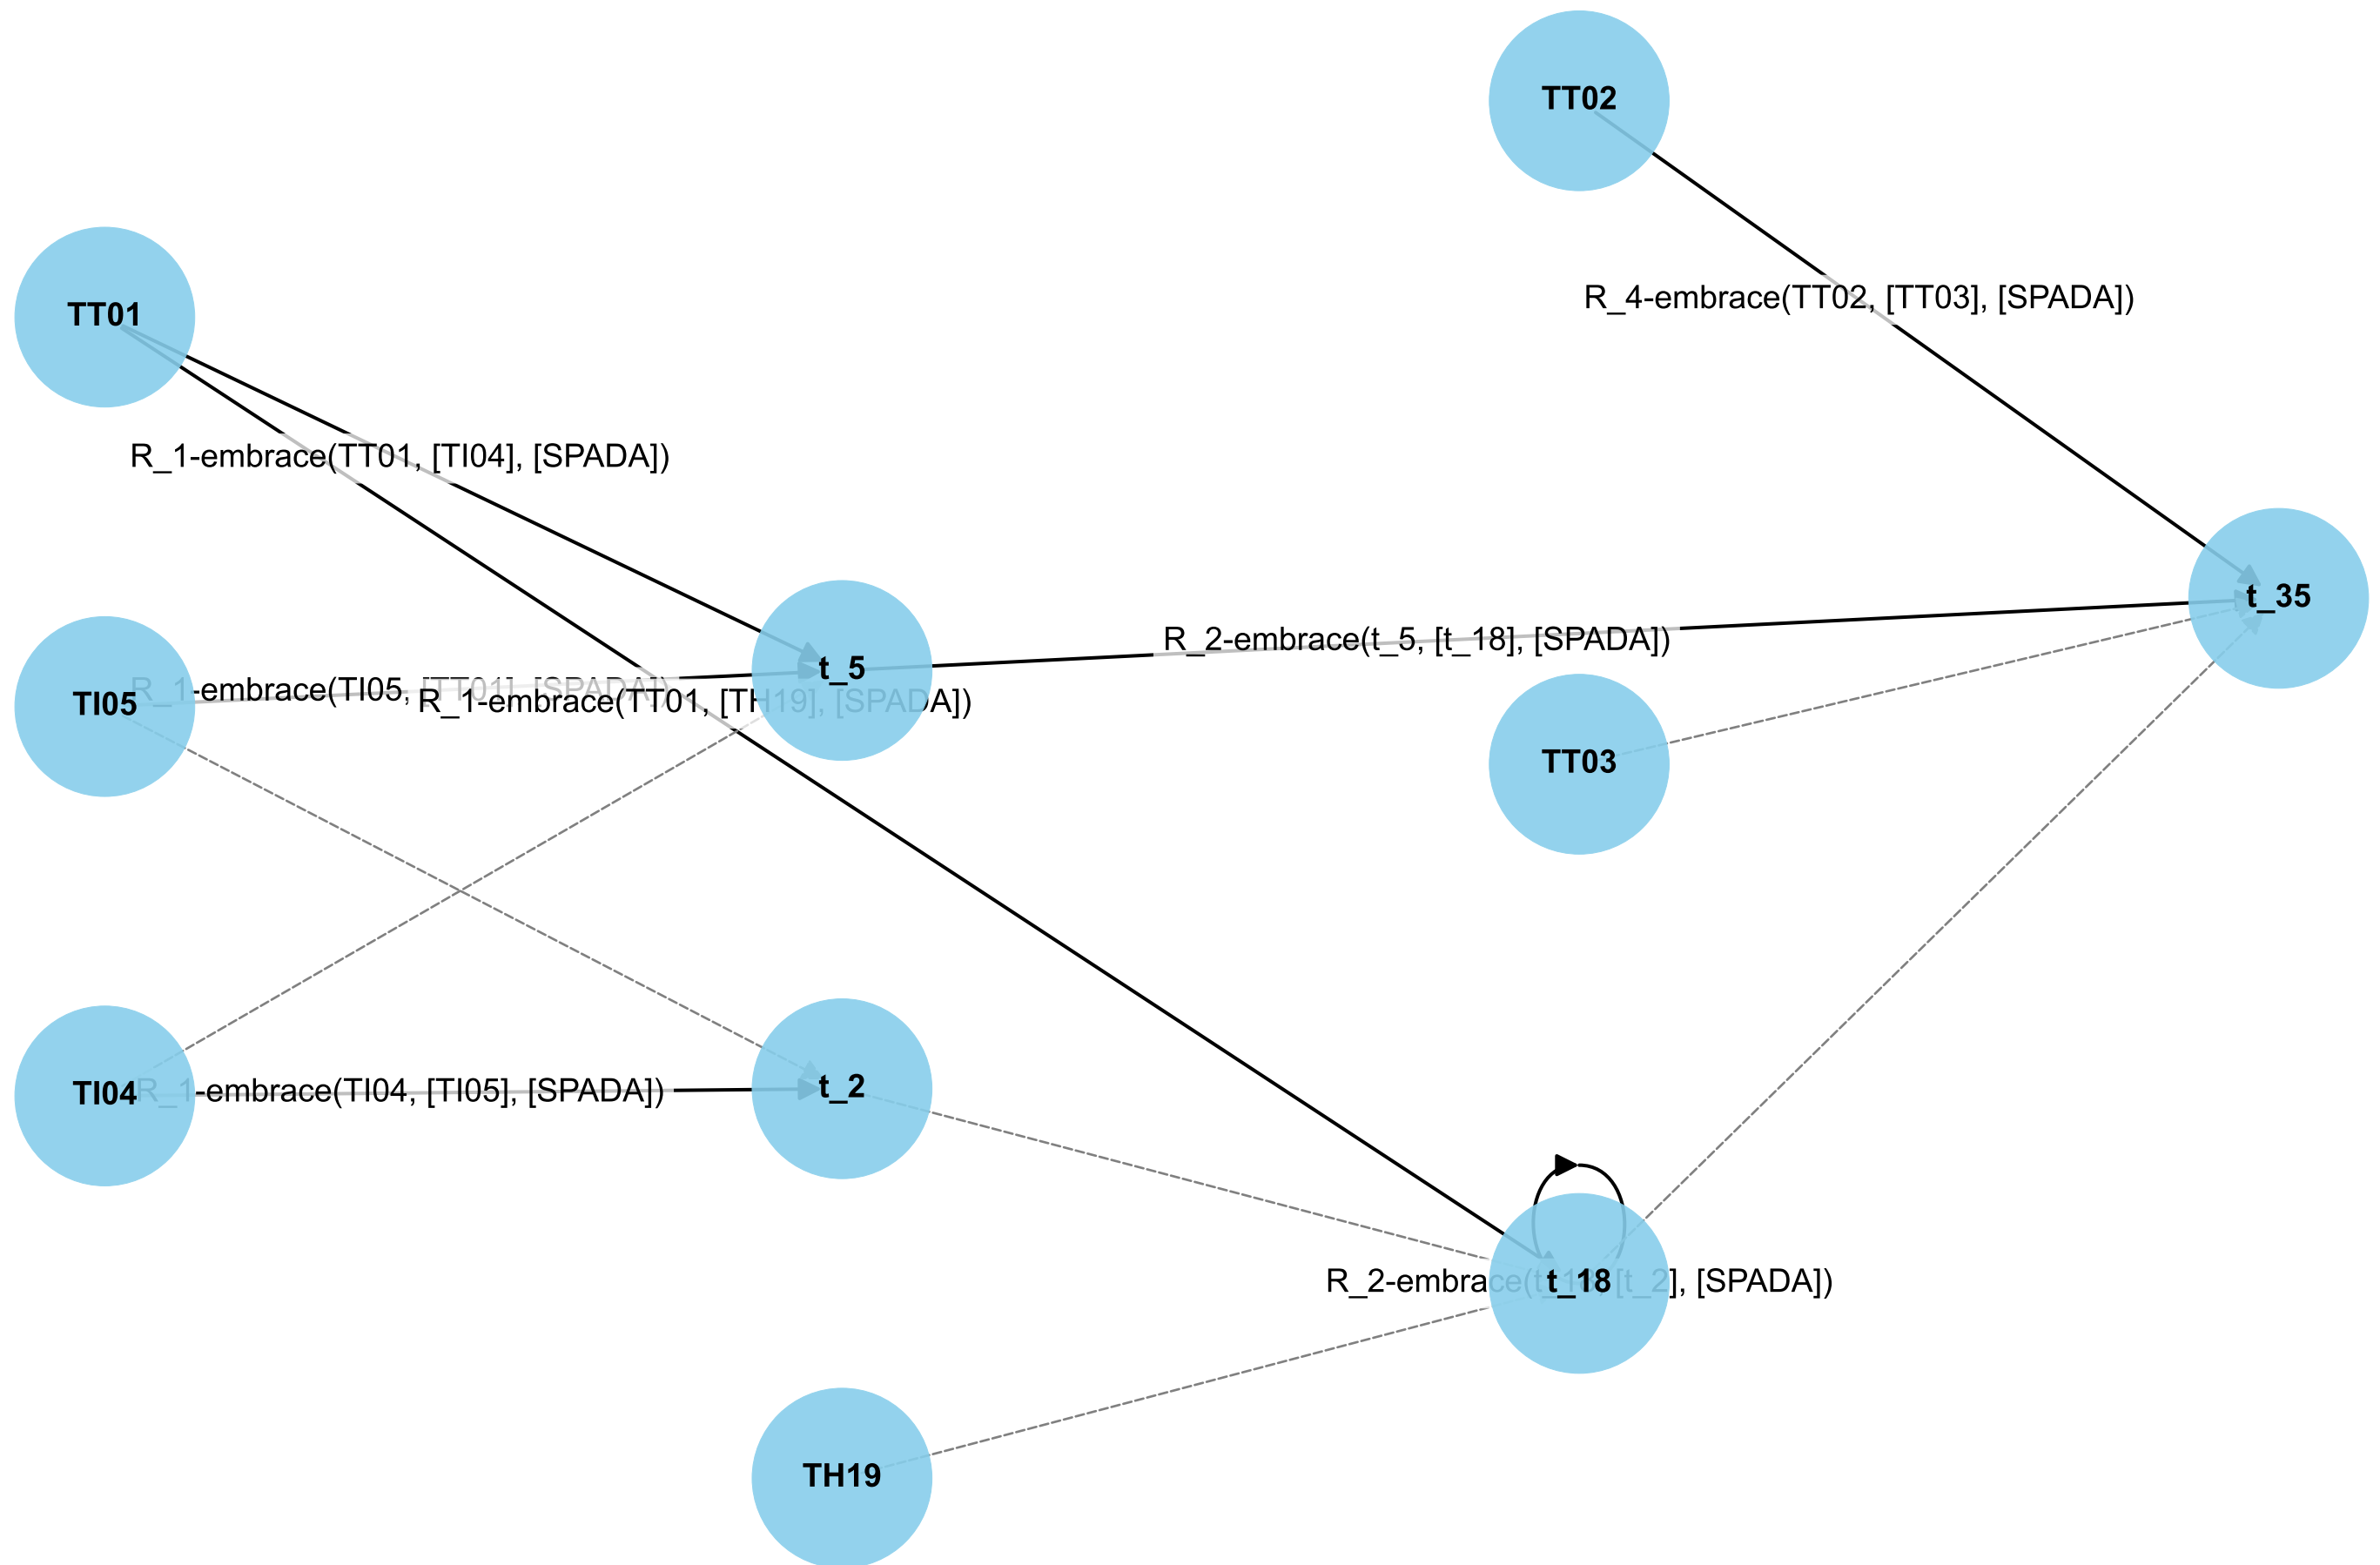 TT02
R_4-embrace(TT02, [TT03], [SPADA])
TT01
R_1-embrace(TT01, [TI04], [SPADA])
t_35
R_2-embrace(t_5, [t_18], [SPADA])
t_5
R_1-embrace(TI05, [TT01], [SPADA])
TI05
R_1-embrace(TT01, [TH19], [SPADA])
TT03
t_2
R_1-embrace(TI04, [TI05], [SPADA])
TI04
t_18
R_2-embrace(t_18, [t_2], [SPADA])
TH19